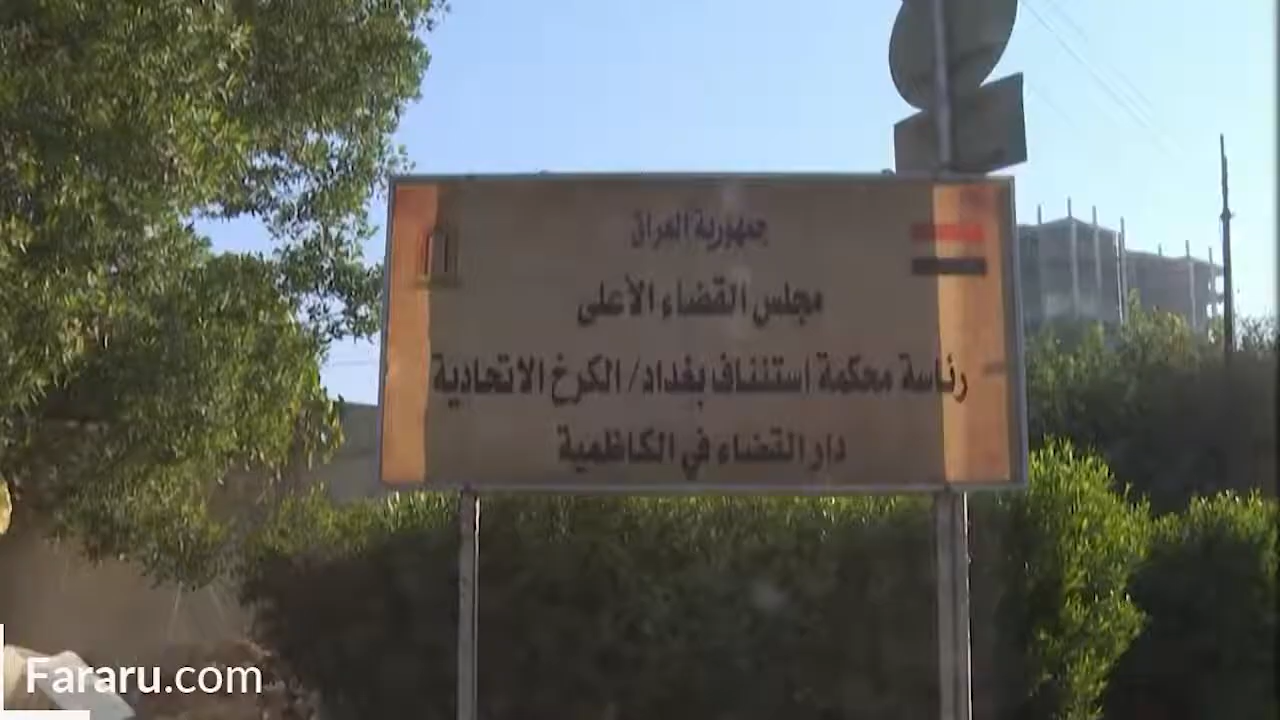 جمهورية العراق
مجلس القضاء الأعلى
رئاسة محكمة استئناف بغداد/ الكرخ الاتحادية
دار القضاء في الكاظمية
Fararu.com